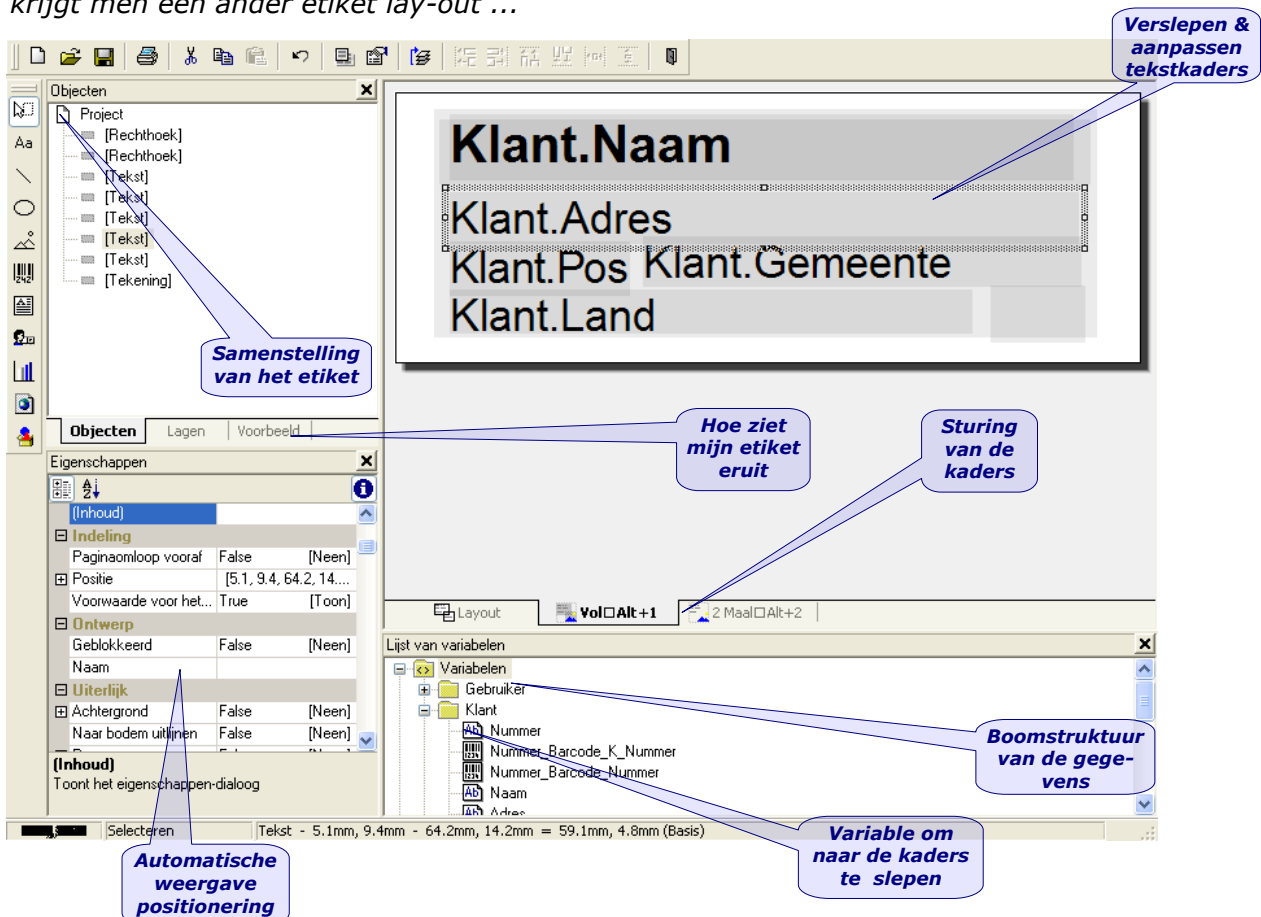 krijgt men een ander etiket lay-out ...
Verslepen &
aanpassen
tekstkaders
Objecten
Project
[Rechthoek]
[Rechthoek]
[Tekst]
[Tekst]
[Tekst]
[Tekst]
[Tekst]
[Tekening]
Aa
Samenstelling
van het etiket
Objecten Lagen Voorbeeld
Klant.Naam
Klant.Adres
Klant.Pos Klant.Gemeente
Klant.Land
Hoe ziet
mijn etiket
eruit
Sturing
van de
kaders
Eigenschappen
(Inhoud)
Indeling
Paginaomloop vooraf False [Neen]
Positie [5.1, 9.4, 64.2, 14....
Voorwaarde voor het... True [Toon]
Ontwerp
Geblokkeerd False [Neen]
Naam
Uiterlijk
Achtergrond False [Neen]
Naar bodem uitlijnen False [Neen]
(Inhoud)
Toont het eigenschappen-dialoog
Layout Vol□Alt+1 2 Maal□Alt+2
Lijst van variabelen
Variabelen
Gebruiker
Klant
Nummer
Nummer_Barcode_K_Nummer
Nummer_Barcode_Nummer
Naam
Adres
Boomstruktuur
van de gege-
vens
Selecteren Tekst - 5.1mm, 9.4mm - 64.2mm, 14.2mm = 59.1mm, 4.8mm (Basis)
Automatische
weergave
positionering
Variable om
naar de kaders
te slepen